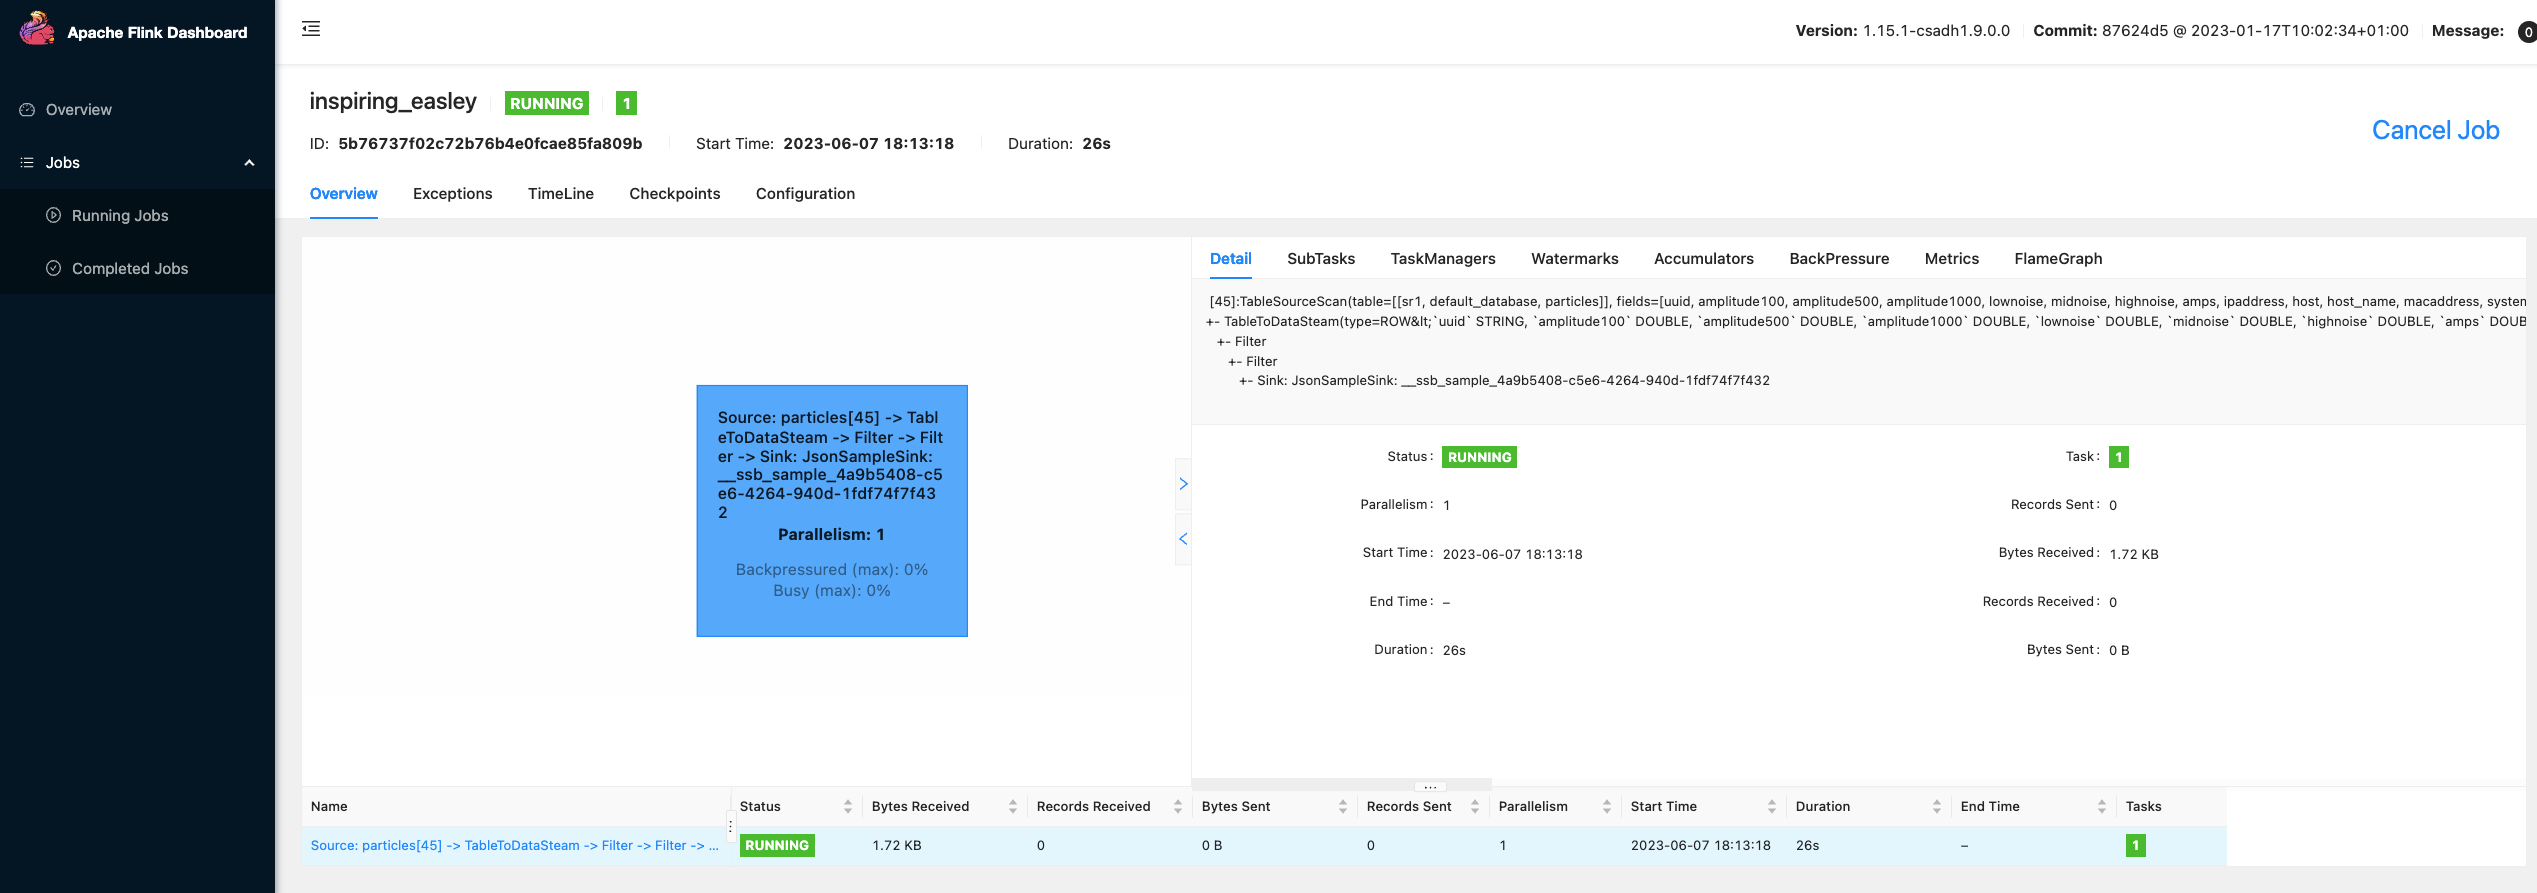 Apache Flink Dashboard
Version: 1.15.1-csadh1.9.0.0 Commit: 87624d5 @ 2023-01-17T10:02:34+01:00 Message: 0
Overview
Jobs
Running Jobs
Completed Jobs
inspiring_easley RUNNING 1
ID: 5b76737f02c72b76b4e0fcae85fa809b Start Time: 2023-06-07 18:13:18 Duration: 26s
Cancel Job
Overview Exceptions TimeLine Checkpoints Configuration
Source: particles[45] -> Tabl
eToDataSteam -> Filter -> Filt
er -> Sink: JsonSampleSink:
__ssb_sample_4a9b5408-c5
e6-4264-940d-1fdf74f7f43
2
Parallelism: 1
Backpressured (max): 0%
Busy (max): 0%
Detail SubTasks TaskManagers Watermarks Accumulators BackPressure Metrics FlameGraph
[45]:TableSourceScan(table=[[sr1, default_database, particles]], fields=[uuid, amplitude100, amplitude500, amplitude1000, lownoise, midnoise, highnoise, amps, ipaddress, host, host_name, macaddress, system
+- TableToDataSteam(type=ROW&lt;`uuid` STRING, `amplitude100` DOUBLE, `amplitude500` DOUBLE, `amplitude1000` DOUBLE, `lownoise` DOUBLE, `midnoise` DOUBLE, `highnoise` DOUBLE, `amps` DOUB
+- Filter
+- Filter
+- Sink: JsonSampleSink: __ssb_sample_4a9b5408-c5e6-4264-940d-1fdf74f7f432
Status: RUNNING Task: 1
Parallelism: 1 Records Sent: 0
Start Time: 2023-06-07 18:13:18 Bytes Received: 1.72 KB
End Time: – Records Received: 0
Duration: 26s Bytes Sent: 0 B
Name Status Bytes Received Records Received Bytes Sent Records Sent Parallelism Start Time Duration End Time Tasks
Source: particles[45] -> TableToDataSteam -> Filter -> Filter -> ... RUNNING 1.72 KB 0 0 B 0 1 2023-06-07 18:13:18 26s – 1